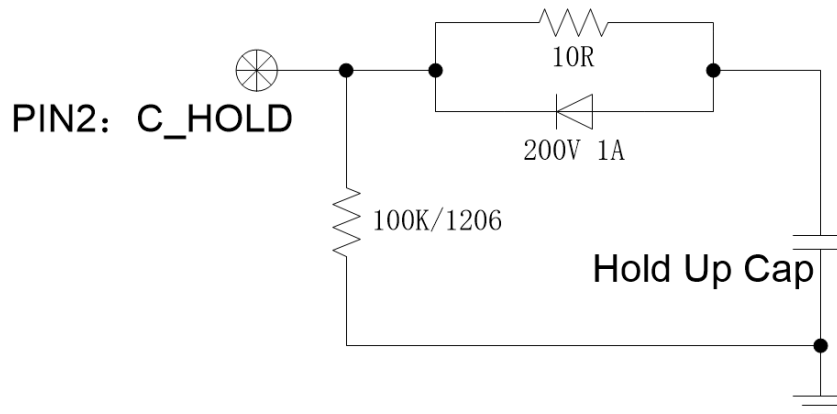 10R
PIN2：C_HOLD
200V 1A
100K/1206
Hold Up Cap